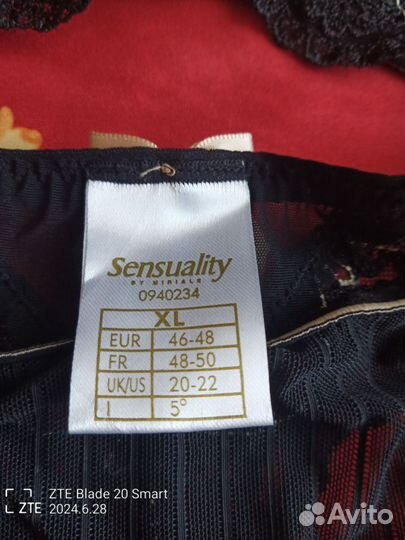 Sensuality
BY MINIALE
0940234
XL
EUR 46-48
FR 48-50
UK/US 20-22
I 5°
ZTE Blade 20 Smart
ZTE 2024.6.28
Avito